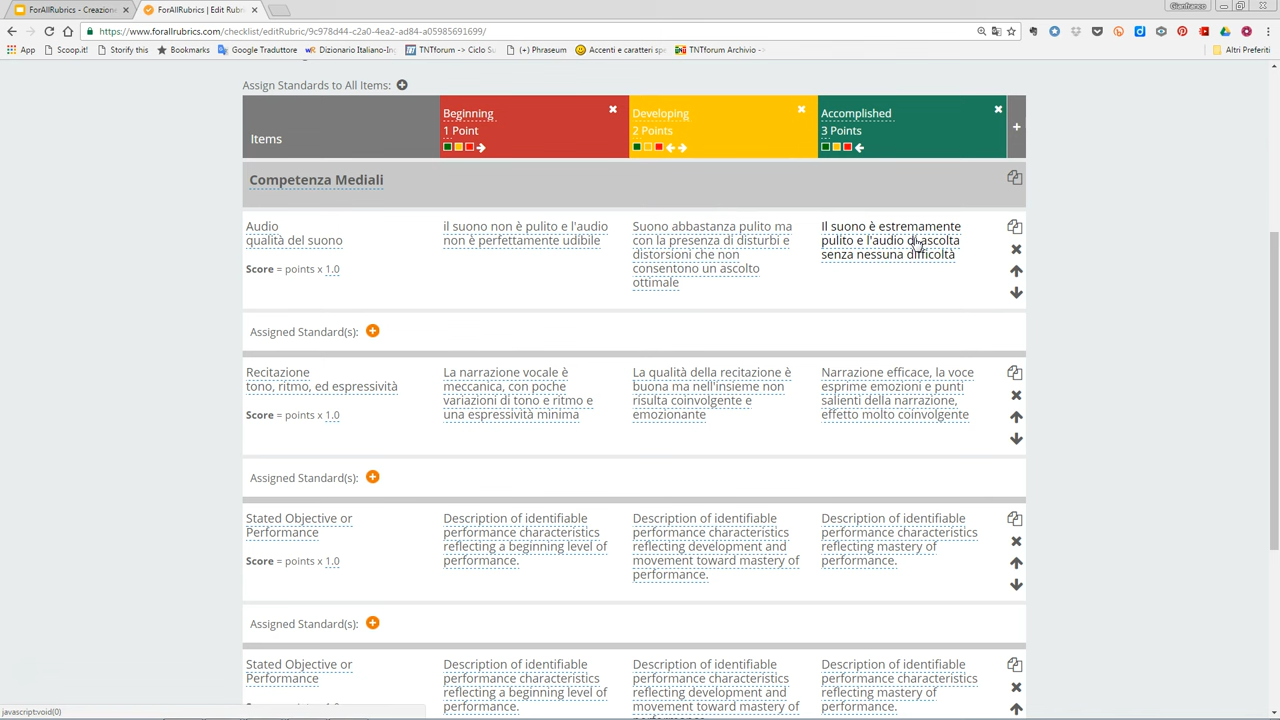 ForAllRubrics - Creazione
ForAllRubrics | Edit Rubri
Gianfranco
https://www.forallrubrics.com/checklist/editRubric/9c978d44-c2a0-4ea2-ad84-a05985691699/
App
Scoop.it!
Storify this
Bookmarks
Google Traduttore
Dizionario Italiano-In
TNTforum -> Ciclo Su
(+) Phraseum
Accenti e caratteri spe
TNTforum Archivio -
Altri Preferiti
Assign Standards to All Items:
Items
Beginning
1 Point
Developing
2 Points
Accomplished
3 Points
Competenza Mediali
Audio
qualità del suono
Score = points x 1.0
il suono non è pulito e l'audio
non è perfettamente udibile
Suono abbastanza pulito ma
con la presenza di disturbi e
distorsioni che non
consentono un ascolto
ottimale
Il suono è estremamente
pulito e l'audio di ascolta
senza nessuna difficoltà
Assigned Standard(s):
Recitazione
tono, ritmo, ed espressività
Score = points x 1.0
La narrazione vocale è
meccanica, con poche
variazioni di tono e ritmo e
una espressività minima
La qualità della recitazione è
buona ma nell'insieme non
risulta coinvolgente e
emozionante
Narrazione efficace, la voce
esprime emozioni e punti
salienti della narrazione,
effetto molto coinvolgente
Assigned Standard(s):
Stated Objective or
Performance
Score = points x 1.0
Description of identifiable
performance characteristics
reflecting a beginning level of
performance.
Description of identifiable
performance characteristics
reflecting development and
movement toward mastery of
performance.
Description of identifiable
performance characteristics
reflecting mastery of
performance.
Assigned Standard(s):
Stated Objective or
Performance
Description of identifiable
performance characteristics
reflecting a beginning level of
performance.
Description of identifiable
performance characteristics
reflecting development and
movement toward mastery of
Description of identifiable
performance characteristics
reflecting mastery of
performance.
javascript:void(0)